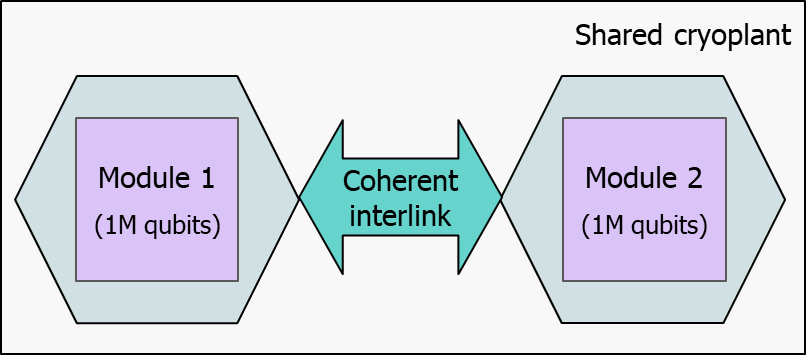 Shared cryoplant
Module 1
(1M qubits)
Coherent
interlink
Module 2
(1M qubits)